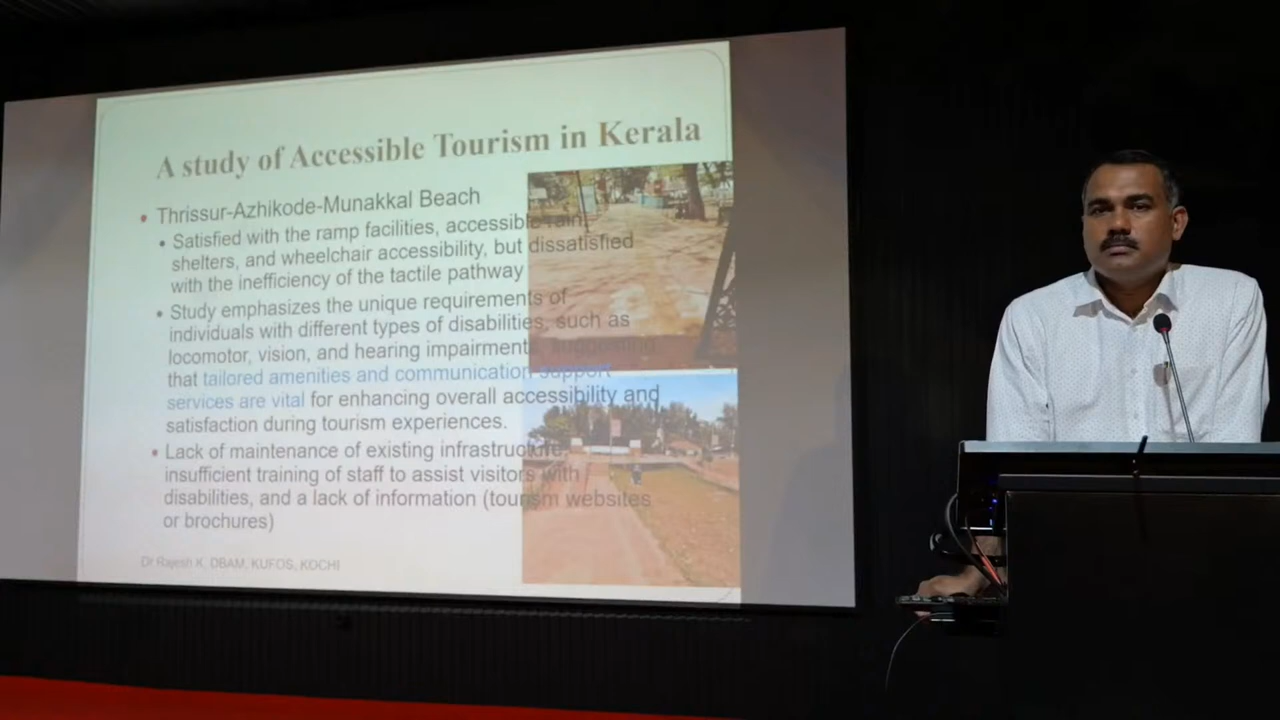 A study of Accessible Tourism in Kerala
Thrissur-Azhikode-Munakkal Beach
Satisfied with the ramp facilities, accessible rain
shelters, and wheelchair accessibility, but dissatisfied
with the inefficiency of the tactile pathway
Study emphasizes the unique requirements of
individuals with different types of disabilities, such as
locomotor, vision, and hearing impairments, suggesting
that tailored amenities and communication support
services are vital for enhancing overall accessibility and
satisfaction during tourism experiences.
Lack of maintenance of existing infrastructure,
insufficient training of staff to assist visitors with
disabilities, and a lack of information (tourism websites
or brochures)
Dr Rajesh K, DBAM, KUFOS, KOCHI